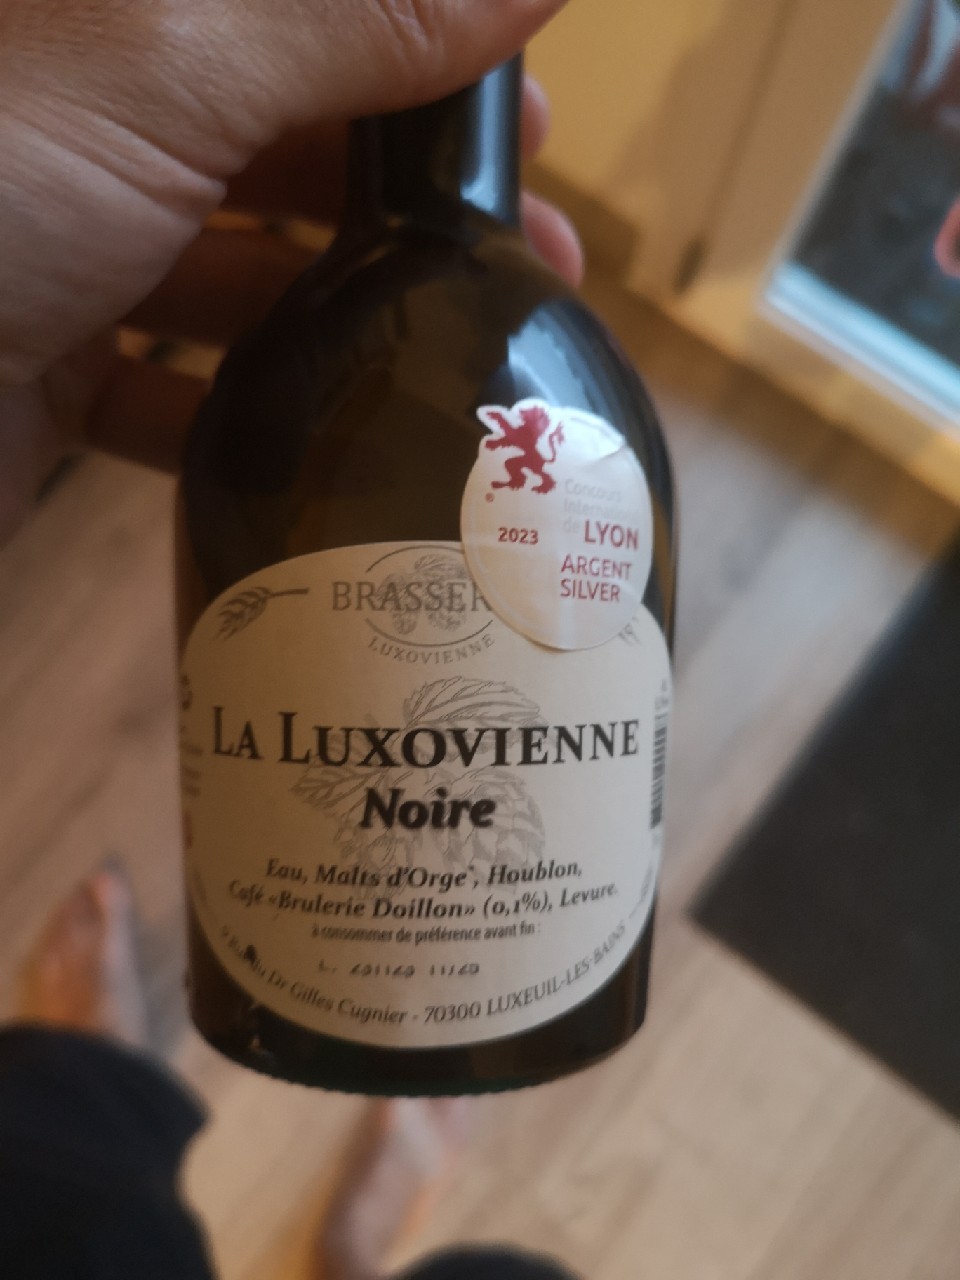 Concours
Internation
de LYON
2023
ARGENT
SILVER
®
BRASSER
LUXOVIENNE
LA LUXOVIENNE
Noire
Eau, Malts d'Orge*, Houblon,
Café «Brulerie Doillon» (0,1%), Levure.
à consommer de préférence avant fin :
Dr Gilles Cugnier - 70300 LUXEUIL-LES-BAINS